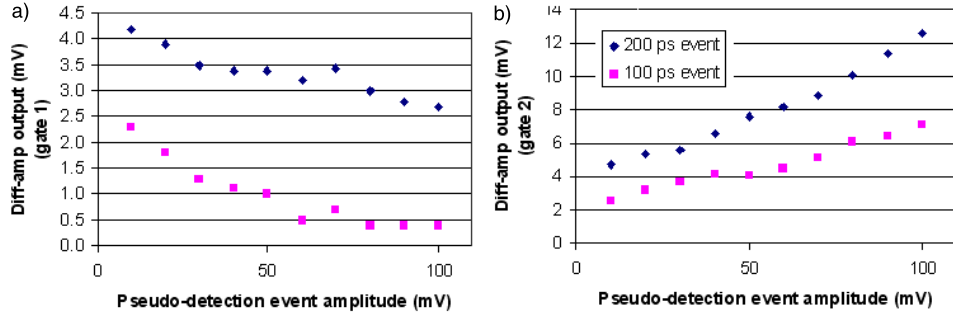 a)
Diff-amp output (mV)
(gate 1)
4.5
4.0
3.5
3.0
2.5
2.0
1.5
1.0
0.5
0.0
0
50
100
Pseudo-detection event amplitude (mV)
b)
Diff-amp output (mV)
(gate 2)
14
12
10
8
6
4
2
0
200 ps event
100 ps event
0
50
100
Pseudo-detection event amplitude (mV)